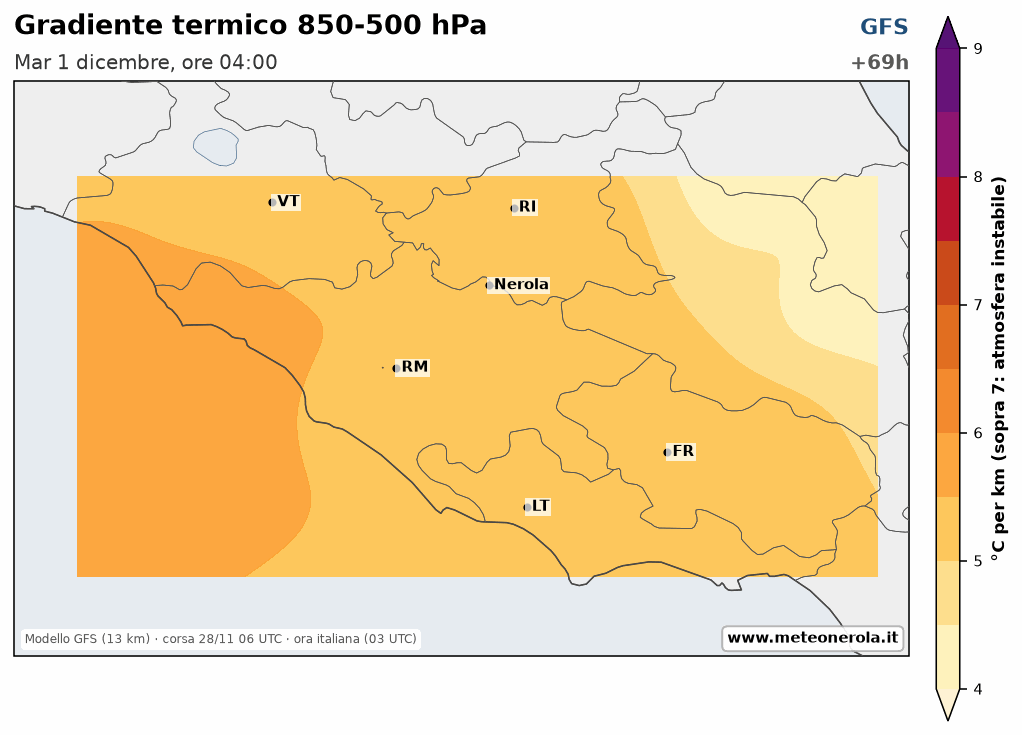 Gradiente termico 850-500 hPa
GFS
Mar 1 dicembre, ore 04:00
+69h
9
8
7
6
5
4
°C per km (sopra 7: atmosfera instabile)
VT
RI
Nerola
RM
FR
LT
Modello GFS (13 km) · corsa 28/11 06 UTC · ora italiana (03 UTC)
www.meteonerola.it